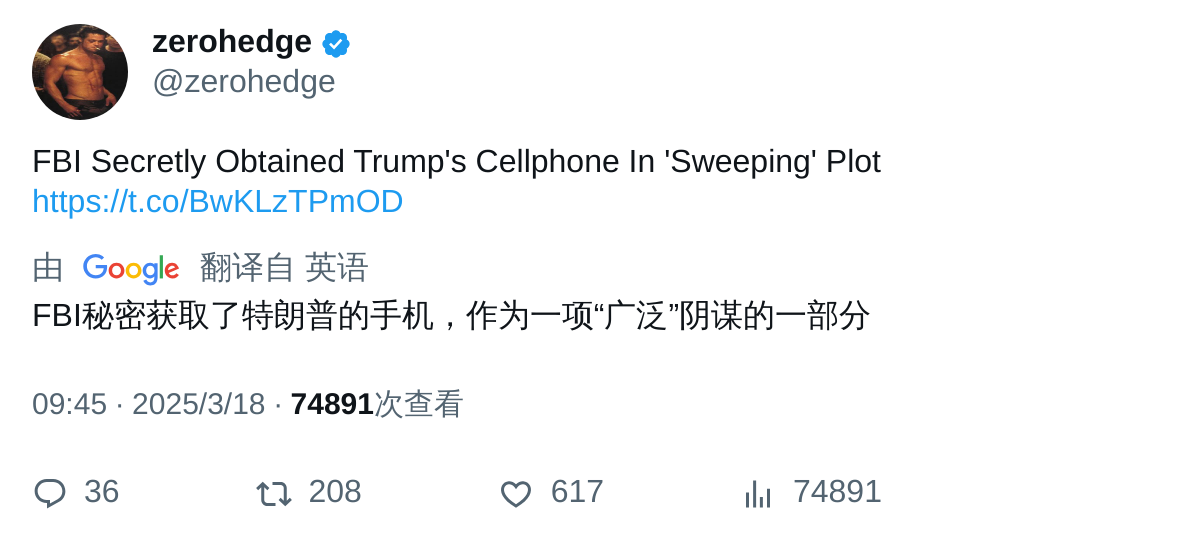 zerohedge
@zerohedge
FBI Secretly Obtained Trump's Cellphone In 'Sweeping' Plot
https://t.co/BwKLzTPmOD
由 Google 翻译自 英语
FBI秘密获取了特朗普的手机，作为一项“广泛”阴谋的一部分
09:45 · 2025/3/18 · 74891次查看
36 208 617 74891